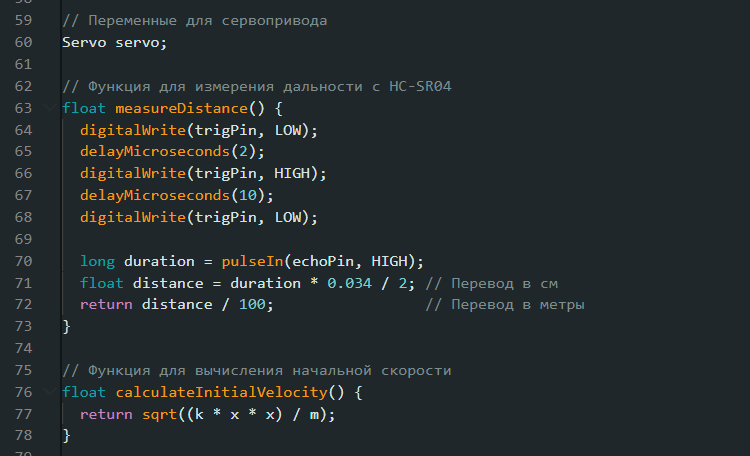 59 // Переменные для сервопривода
60 Servo servo;
61
62 // Функция для измерения дальности с HC-SR04
63 float measureDistance() {
64 digitalWrite(trigPin, LOW);
65 delayMicroseconds(2);
66 digitalWrite(trigPin, HIGH);
67 delayMicroseconds(10);
68 digitalWrite(trigPin, LOW);
69
70 long duration = pulseIn(echoPin, HIGH);
71 float distance = duration * 0.034 / 2; // Перевод в см
72 return distance / 100; // Перевод в метры
73 }
74
75 // Функция для вычисления начальной скорости
76 float calculateInitialVelocity() {
77 return sqrt((k * x * x) / m);
78 }